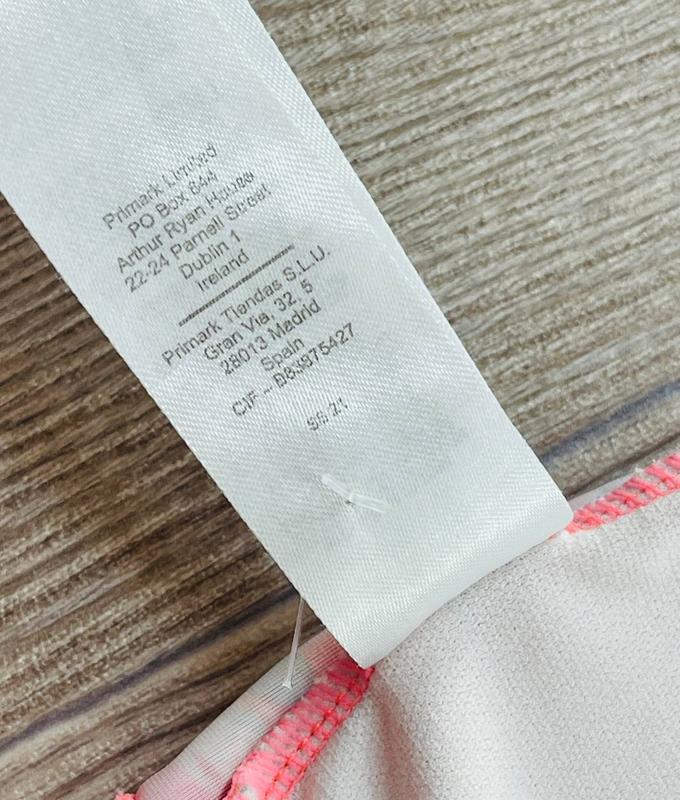 Primark Limited
PO Box 644
Arthur Ryan House
22-24 Parnell Street
Dublin 1
Ireland
Primark Tiendas S.L.U.
Gran Via, 32, 5
28013 Madrid
Spain
CIF - B83875427
SS 21